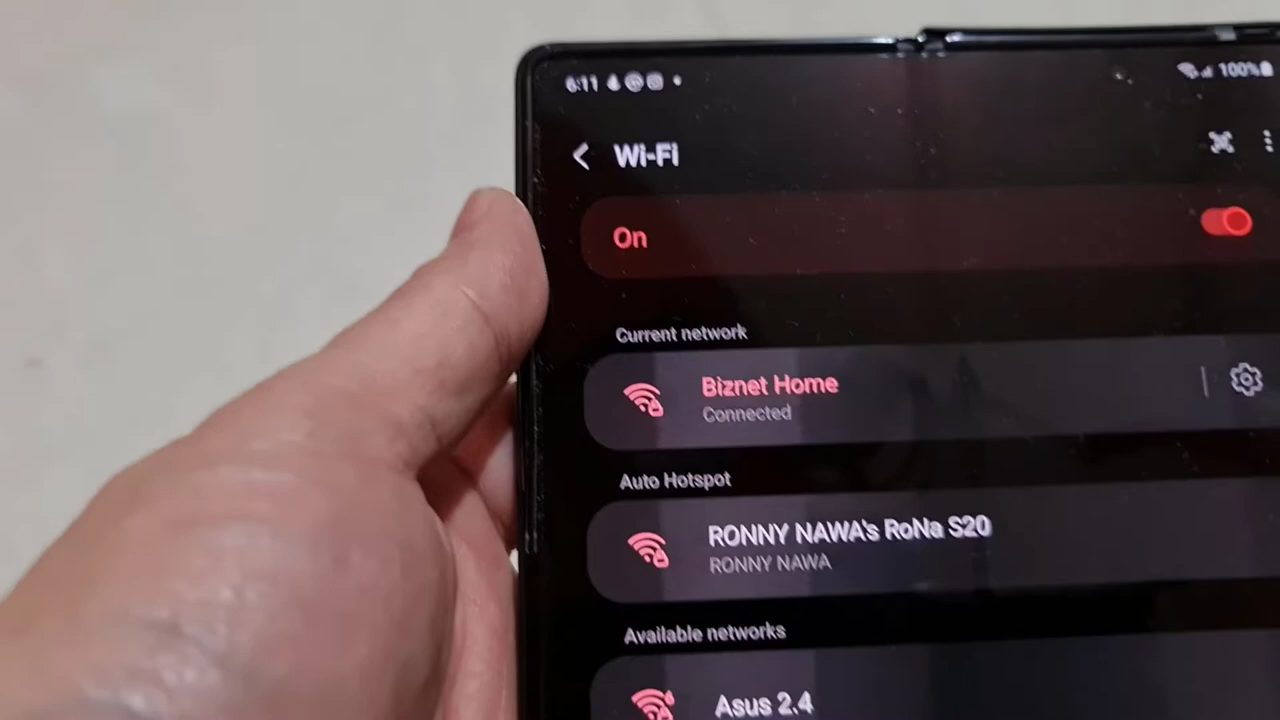 6:11
100%
Wi-Fi
On
Current network
Biznet Home
Connected
Auto Hotspot
RONNY NAWA's RoNa S20
RONNY NAWA
Available networks
Asus 2.4